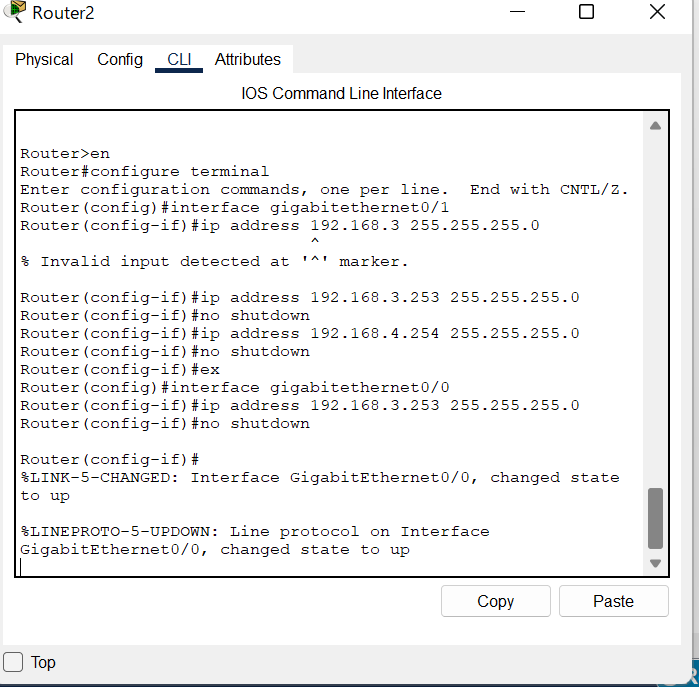 Router2
Physical Config CLI Attributes
IOS Command Line Interface
Router>en
Router#configure terminal
Enter configuration commands, one per line.  End with CNTL/Z.
Router(config)#interface gigabitethernet0/1
Router(config-if)#ip address 192.168.3 255.255.255.0
^
% Invalid input detected at '^' marker.
Router(config-if)#ip address 192.168.3.253 255.255.255.0
Router(config-if)#no shutdown
Router(config-if)#ip address 192.168.4.254 255.255.255.0
Router(config-if)#no shutdown
Router(config-if)#ex
Router(config)#interface gigabitethernet0/0
Router(config-if)#ip address 192.168.3.253 255.255.255.0
Router(config-if)#no shutdown
Router(config-if)#
%LINK-5-CHANGED: Interface GigabitEthernet0/0, changed state
to up
%LINEPROTO-5-UPDOWN: Line protocol on Interface
GigabitEthernet0/0, changed state to up
Copy Paste
Top